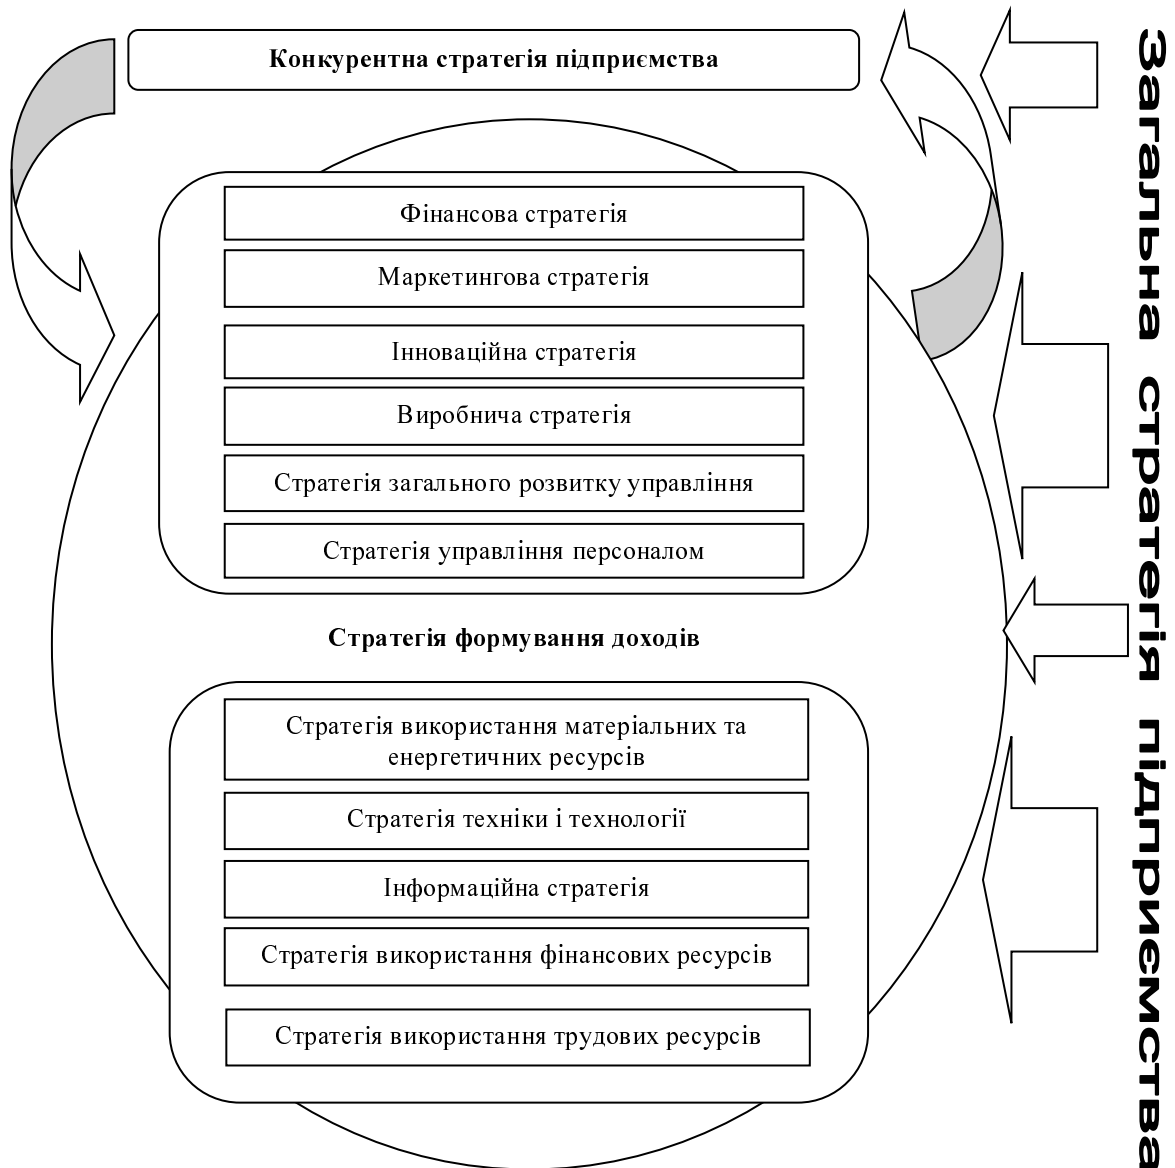 Конкурентна стратегія підприємства
Фінансова стратегія
Маркетингова стратегія
Інноваційна стратегія
Виробнича стратегія
Стратегія загального розвитку управління
Стратегія управління персоналом
Стратегія формування доходів
Стратегія використання матеріальних та
енергетичних ресурсів
Стратегія техніки і технології
Інформаційна стратегія
Стратегія використання фінансових ресурсів
Стратегія використання трудових ресурсів
Загальна стратегія підприємства